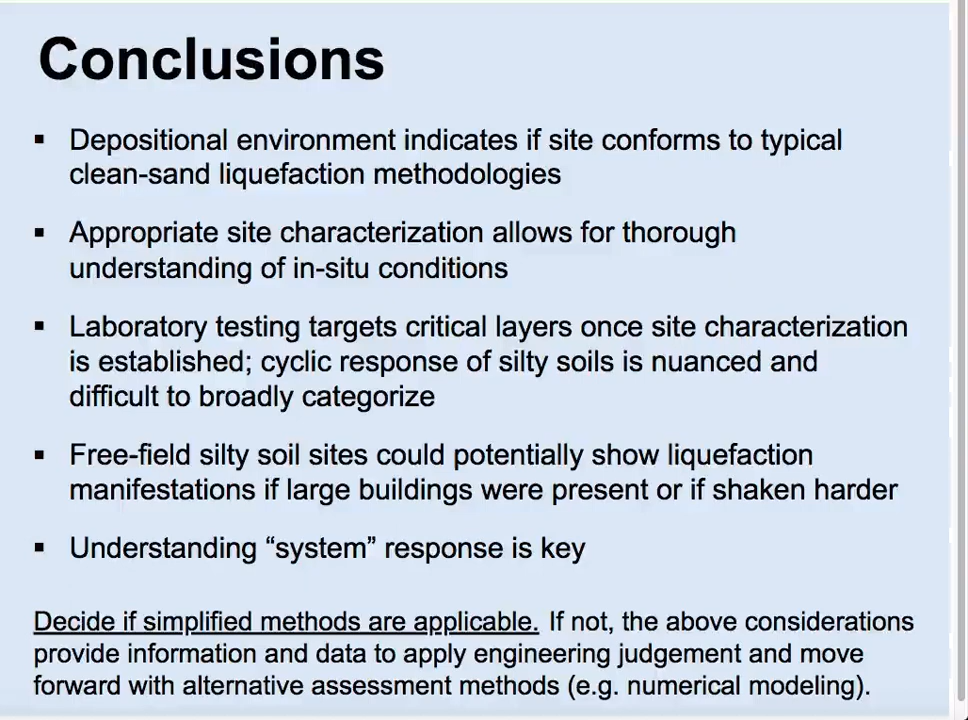 Conclusions
▪ Depositional environment indicates if site conforms to typical
clean-sand liquefaction methodologies
▪ Appropriate site characterization allows for thorough
understanding of in-situ conditions
▪ Laboratory testing targets critical layers once site characterization
is established; cyclic response of silty soils is nuanced and
difficult to broadly categorize
▪ Free-field silty soil sites could potentially show liquefaction
manifestations if large buildings were present or if shaken harder
▪ Understanding “system” response is key
Decide if simplified methods are applicable. If not, the above considerations
provide information and data to apply engineering judgement and move
forward with alternative assessment methods (e.g. numerical modeling).